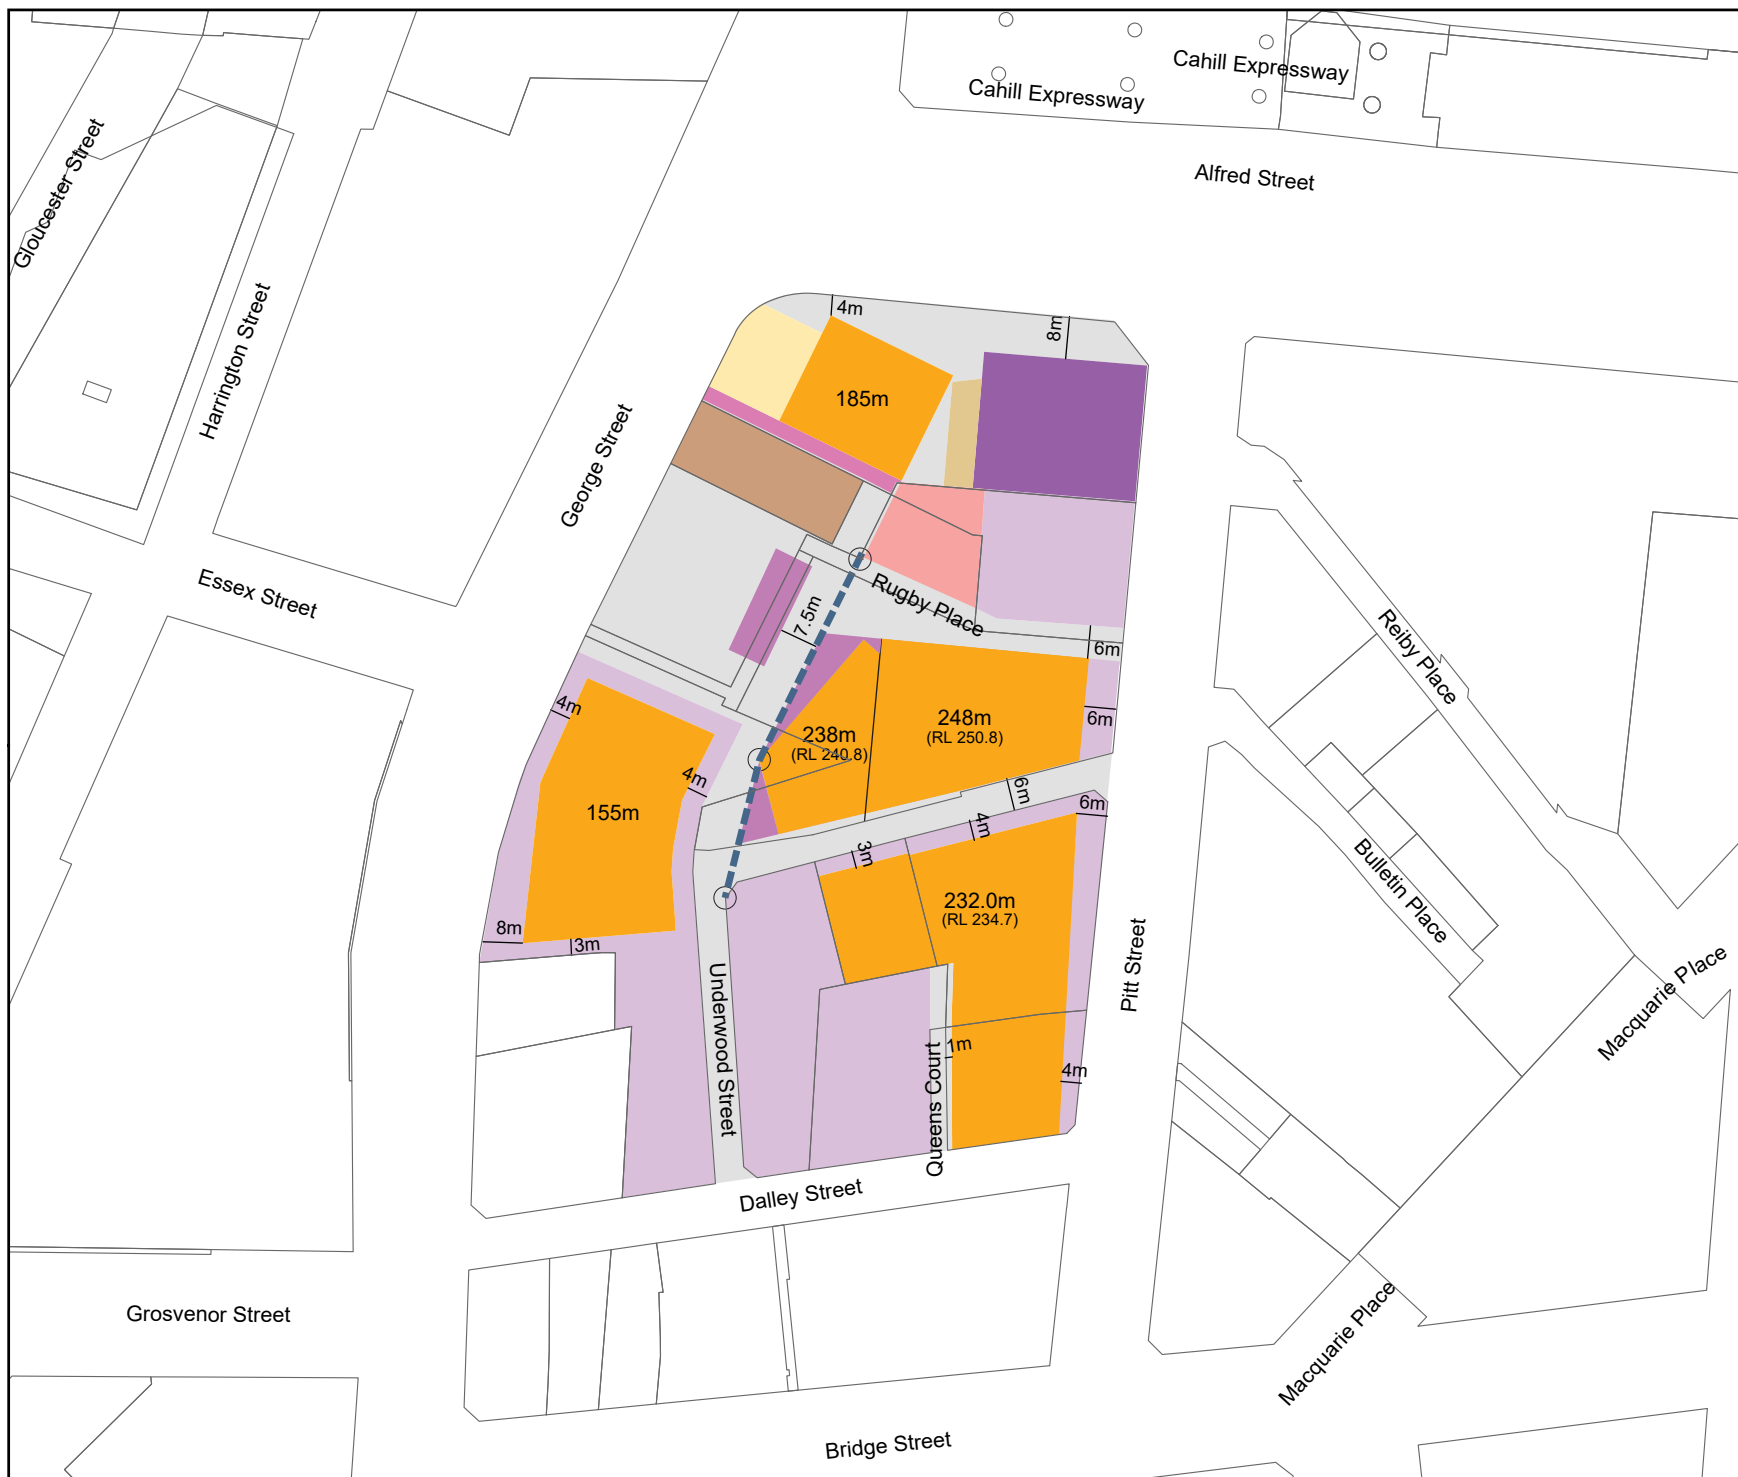 Cahill Expressway
Cahill Expressway
Alfred Street
Gloucester Street
Harrington Street
George Street
Essex Street
4m
8m
185m
Rugby Place
7.5m
6m
6m
4m
238m
(RL 240.8)
248m
(RL 250.8)
4m
155m
6m
6m
4m
3m
232.0m
(RL 234.7)
8m
3m
Reiby Place
Bulletin Place
Macquarie Place
Pitt Street
Underwood Street
Queens Court
1m
4m
Dalley Street
Grosvenor Street
Macquarie Place
Bridge Street